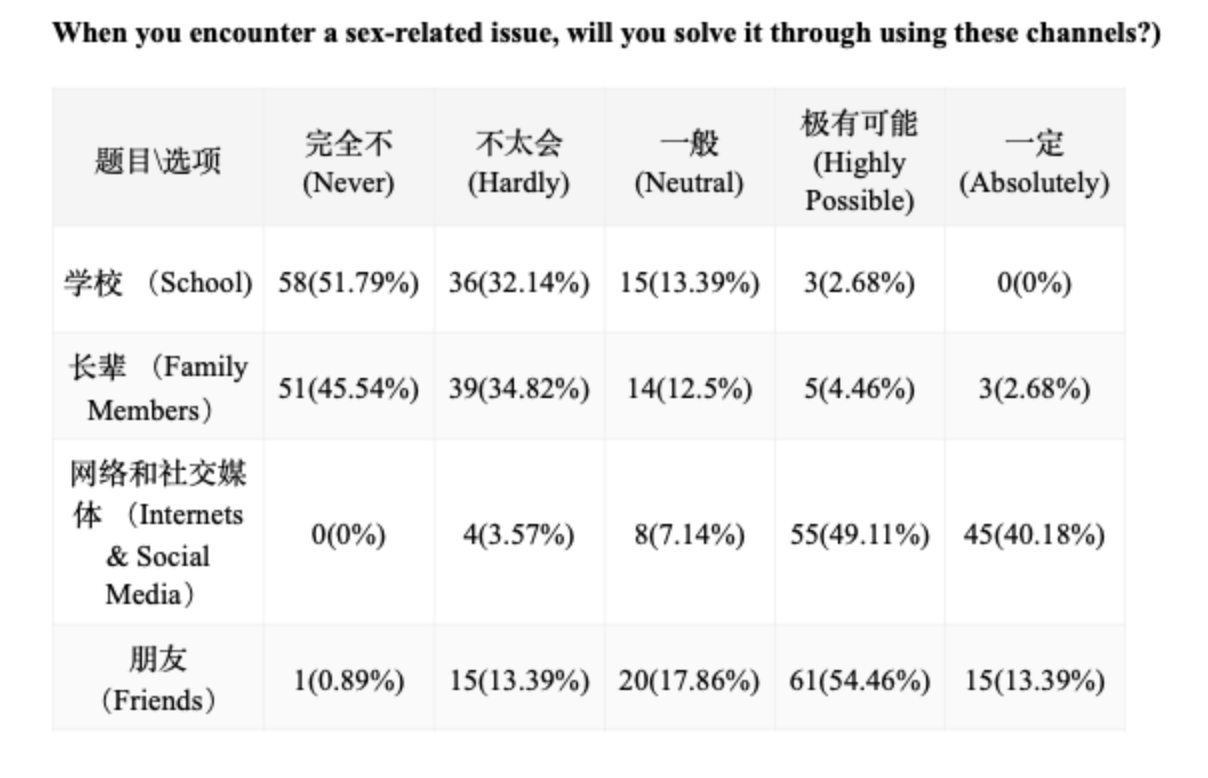 When you encounter a sex-related issue, will you solve it through using these channels?)
题目\选项 完全不 (Never) 不太会 (Hardly) 一般 (Neutral) 极有可能 (Highly Possible) 一定 (Absolutely)
学校 （School) 58(51.79%) 36(32.14%) 15(13.39%) 3(2.68%) 0(0%)
长辈 （Family Members） 51(45.54%) 39(34.82%) 14(12.5%) 5(4.46%) 3(2.68%)
网络和社交媒体 （Internets & Social Media） 0(0%) 4(3.57%) 8(7.14%) 55(49.11%) 45(40.18%)
朋友 （Friends） 1(0.89%) 15(13.39%) 20(17.86%) 61(54.46%) 15(13.39%)